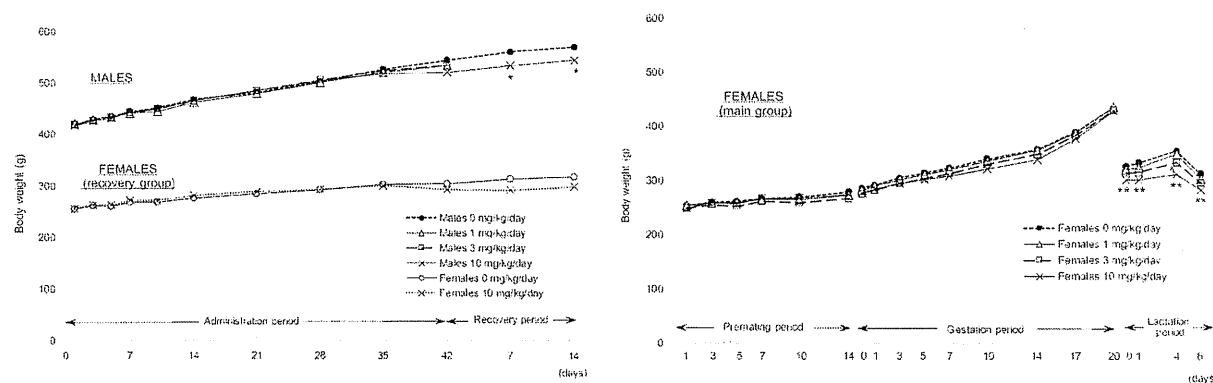 600
500
400
300
200
100
0
Body weight (g)
MALES
FEMALES
(recovery group)
Males 0 mg/kg/day
Males 1 mg/kg/day
Males 3 mg/kg/day
Males 10 mg/kg/day
Females 0 mg/kg/day
Females 10 mg/kg/day
Administration period
Recovery period
0 7 14 21 28 35 42 7 14
(days)
* *
600
500
400
300
200
100
0
Body weight (g)
FEMALES
(main group)
Females 0 mg/kg/day
Females 1 mg/kg/day
Females 3 mg/kg/day
Females 10 mg/kg/day
** ** ** **
Premating period
Gestation period
Lactation
period
1 3 5 7 10 14 0 1 3 5 7 10 14 17 20 0 1 4 6
(days